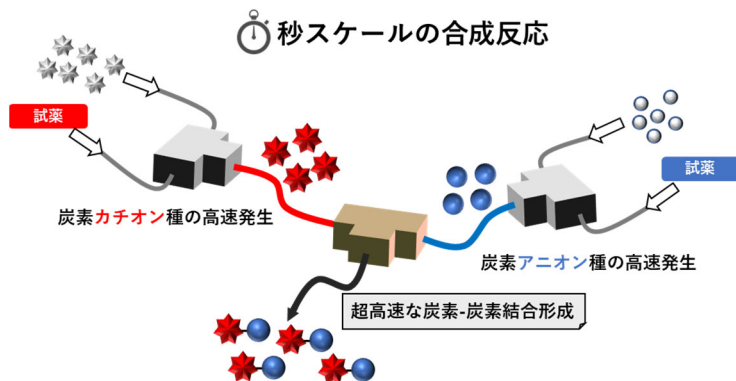 秒スケールの合成反応
試薬
試薬
炭素カチオン種の高速発生
炭素アニオン種の高速発生
超高速な炭素-炭素結合形成